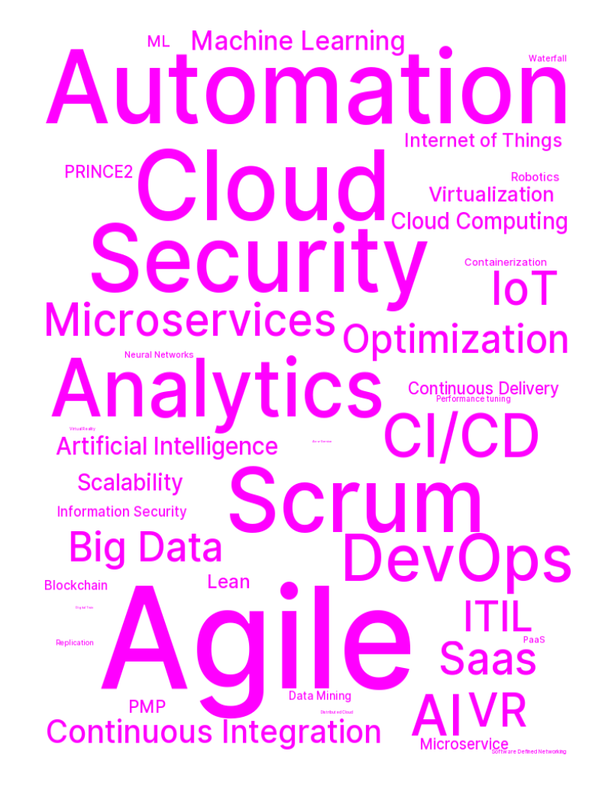 ML
Machine Learning
Waterfall
Automation
Internet of Things
PRINCE2
Cloud
Robotics
Virtualization
Cloud Computing
Security
Containerization
IoT
Microservices
Optimization
Neural Networks
Analytics
Continuous Delivery
Performance tuning
CI/CD
Virtual Reality
Artificial Intelligence
Scrum
Scalability
Information Security
Big Data
DevOps
Blockchain
Lean
Agile
ITIL
PaaS
Replication
Saas
Data Mining
AI
VR
PMP
Distributed Cloud
Continuous Integration
Microservice
Software Defined Networking